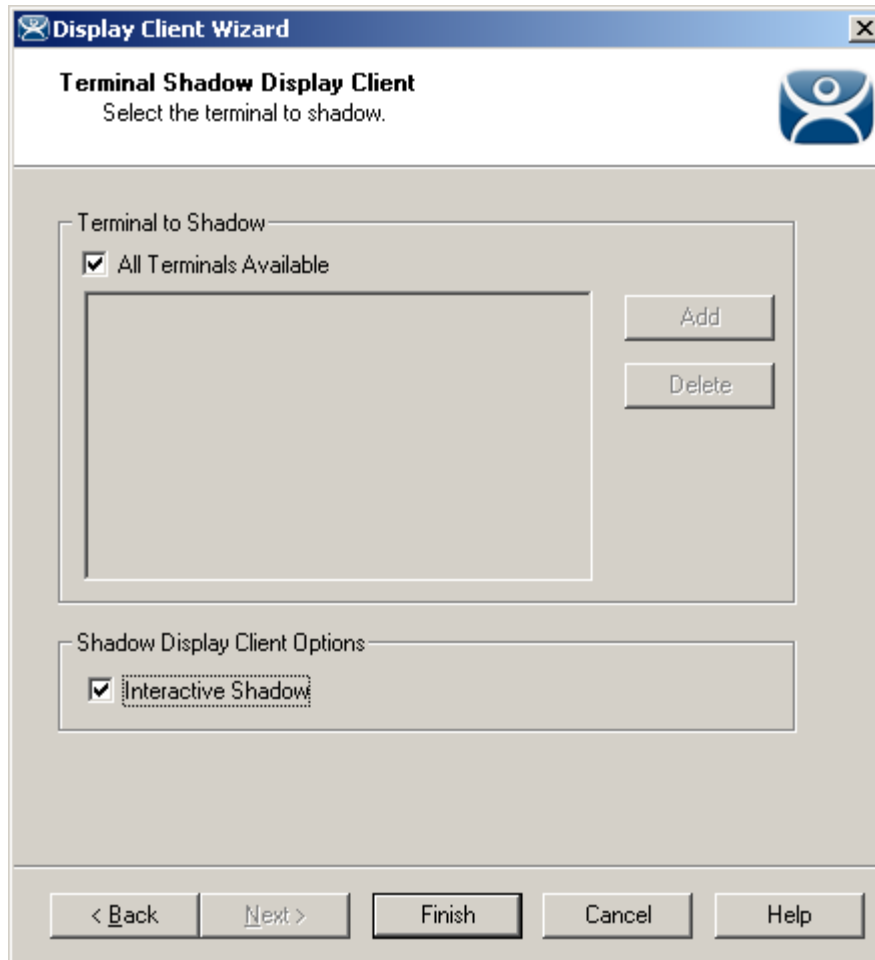 Display Client Wizard
Terminal Shadow Display Client
Select the terminal to shadow.
Terminal to Shadow
All Terminals Available
Add
Delete
Shadow Display Client Options
Interactive Shadow
< Back
Next >
Finish
Cancel
Help